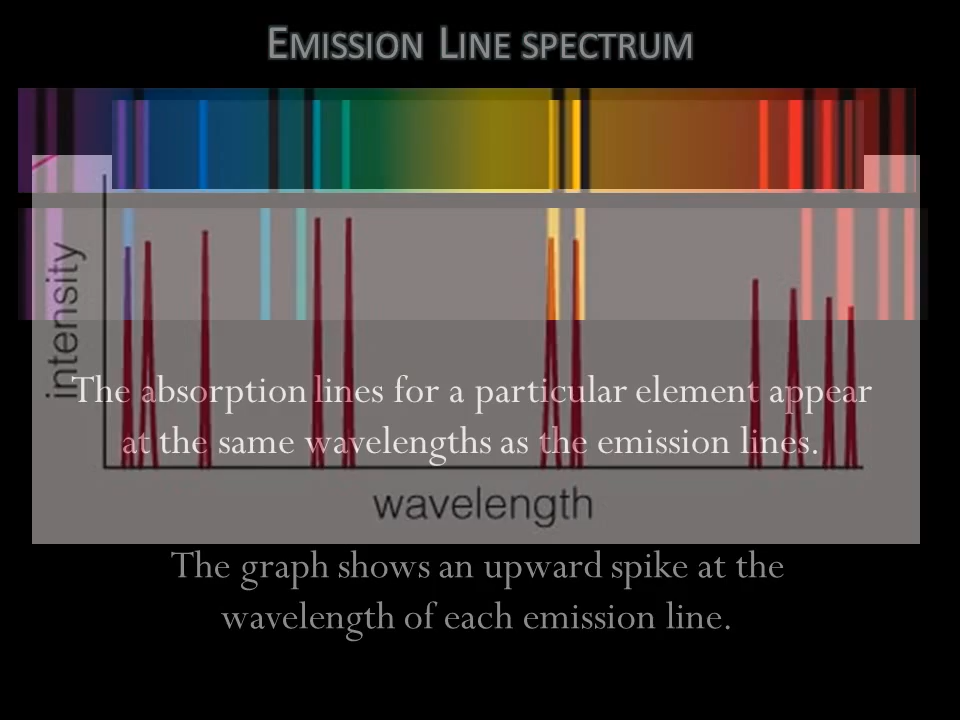 EMISSION LINE SPECTRUM
intensity
The absorption lines for a particular element appear
at the same wavelengths as the emission lines.
wavelength
The graph shows an upward spike at the
wavelength of each emission line.